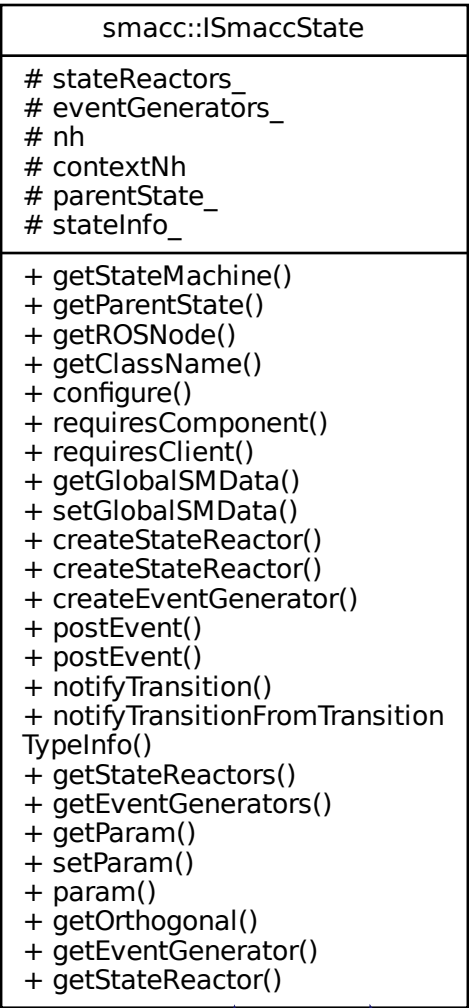 smacc::ISmaccState
# stateReactors_
# eventGenerators_
# nh
# contextNh
# parentState_
# stateInfo_
+ getStateMachine()
+ getParentState()
+ getROSNode()
+ getClassName()
+ configure()
+ requiresComponent()
+ requiresClient()
+ getGlobalSMData()
+ setGlobalSMData()
+ createStateReactor()
+ createStateReactor()
+ createEventGenerator()
+ postEvent()
+ postEvent()
+ notifyTransition()
+ notifyTransitionFromTransition
TypeInfo()
+ getStateReactors()
+ getEventGenerators()
+ getParam()
+ setParam()
+ param()
+ getOrthogonal()
+ getEventGenerator()
+ getStateReactor()